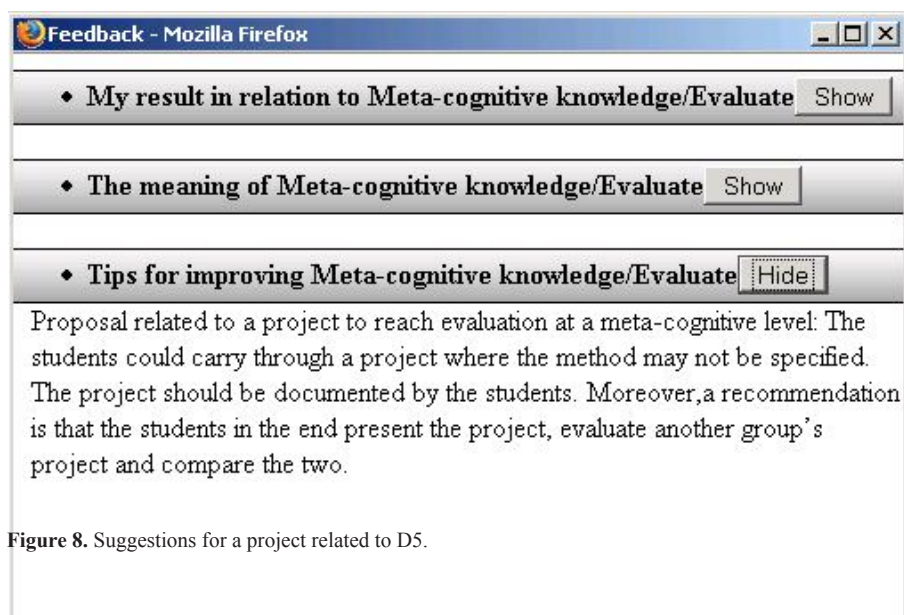 Feedback - Mozilla Firefox
• My result in relation to Meta-cognitive knowledge/Evaluate Show
• The meaning of Meta-cognitive knowledge/Evaluate Show
• Tips for improving Meta-cognitive knowledge/Evaluate Hide
Proposal related to a project to reach evaluation at a meta-cognitive level: The
students could carry through a project where the method may not be specified.
The project should be documented by the students. Moreover,a recommendation
is that the students in the end present the project, evaluate another group's
project and compare the two.
Figure 8. Suggestions for a project related to D5.